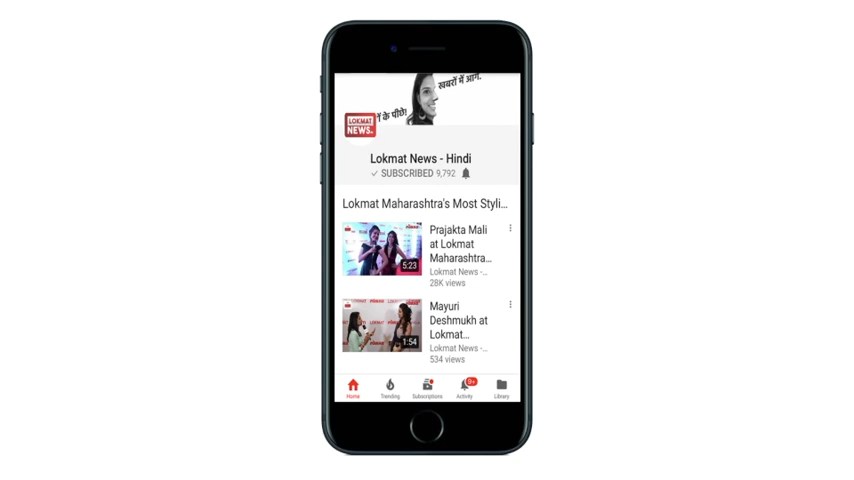 खबरों में आगे.
ों के पीछे!
LOKMAT
NEWS.
Lokmat News - Hindi
SUBSCRIBED 9,792
Lokmat Maharashtra's Most Styli...
Prajakta Mali
at Lokmat
Maharashtra...
Lokmat News -...
28K views
5:23
Mayuri
Deshmukh at
Lokmat...
Lokmat News -...
534 views
1:54
Home
Trending
Subscriptions
9+
Activity
Library